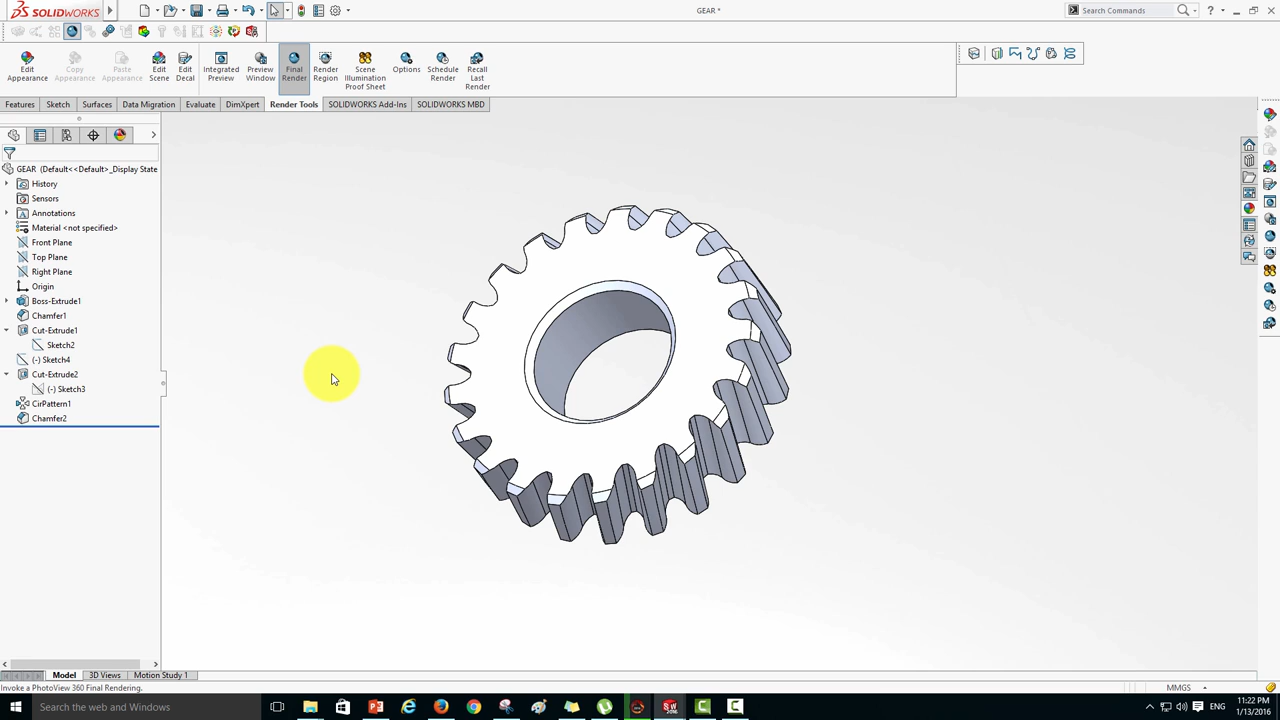 SOLIDWORKS
GEAR *
Search Commands
Edit Appearance
Copy Appearance
Paste Appearance
Edit Scene
Edit Decal
Integrated Preview
Preview Window
Final Render
Render Region
Scene Illumination Proof Sheet
Options
Schedule Render
Recall Last Render
Features
Sketch
Surfaces
Data Migration
Evaluate
DimXpert
Render Tools
SOLIDWORKS Add-Ins
SOLIDWORKS MBD
GEAR (Default<<Default>_Display State
History
Sensors
Annotations
Material <not specified>
Front Plane
Top Plane
Right Plane
Origin
Boss-Extrude1
Chamfer1
Cut-Extrude1
Sketch2
(-) Sketch4
Cut-Extrude2
(-) Sketch3
CirPattern1
Chamfer2
Model
3D Views
Motion Study 1
Invoke a PhotoView 360 Final Rendering.
MMGS
Search the web and Windows
ENG
11:22 PM
1/13/2016